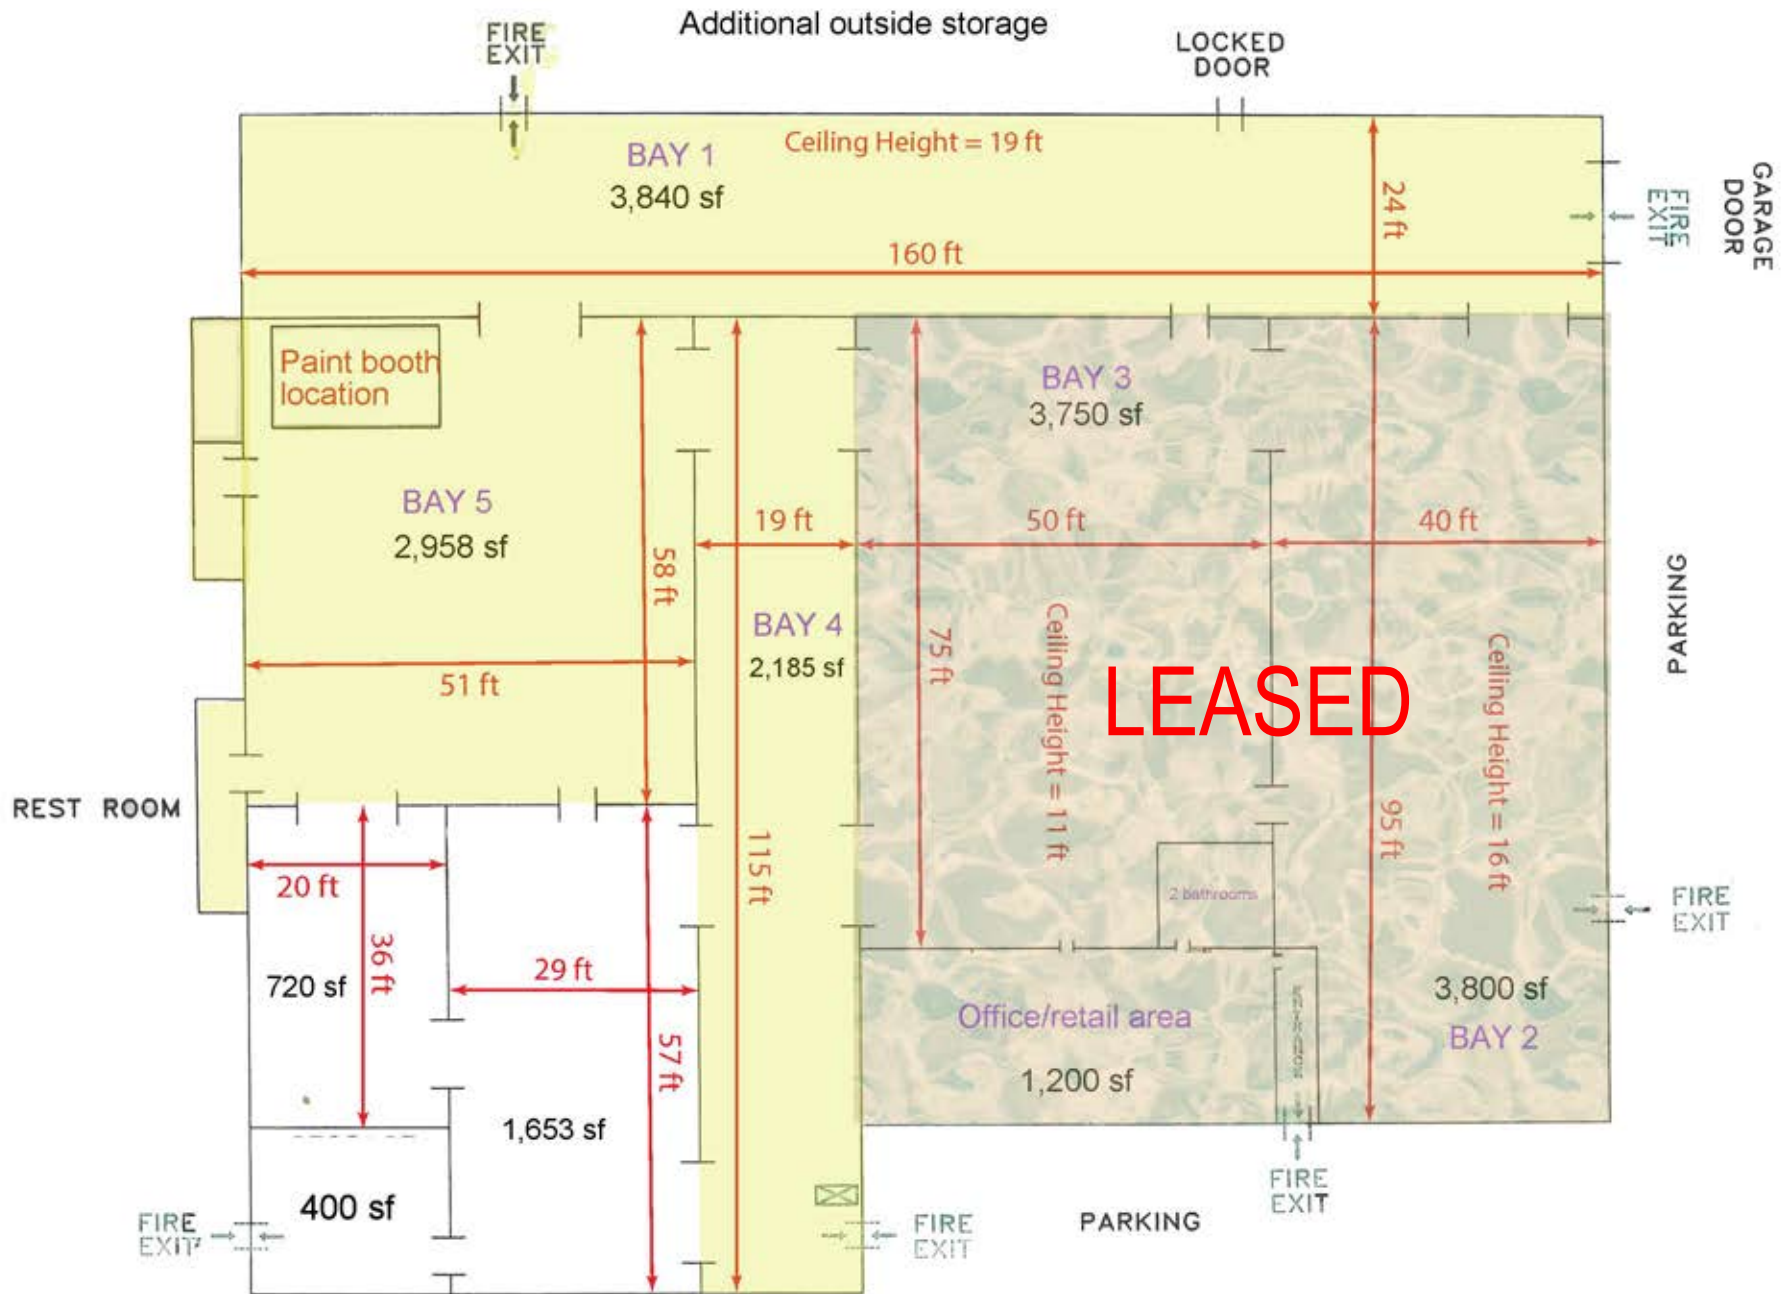 Additional outside storage
FIRE
EXIT
LOCKED
DOOR
Ceiling Height = 19 ft
BAY 1
3,840 sf
24 ft
FIRE
EXIT
GARAGE
DOOR
160 ft
Paint booth
location
BAY 3
3,750 sf
BAY 5
2,958 sf
19 ft
50 ft
40 ft
58 ft
BAY 4
2,185 sf
75 ft
Ceiling Height = 11 ft
LEASED
Ceiling Height = 16 ft
PARKING
51 ft
REST ROOM
115 ft
95 ft
20 ft
2 bathrooms
FIRE
EXIT
36 ft
29 ft
720 sf
3,800 sf
BAY 2
Office/retail area
1,200 sf
57 ft
1,653 sf
400 sf
FIRE
EXIT
FIRE
EXIT
PARKING
FIRE
EXIT